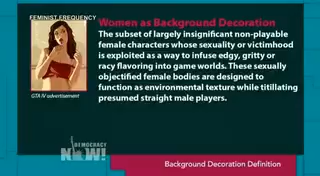 FEMINIST FREQUENCY
Women as Background Decoration
The subset of largely insignificant non-playable
female characters whose sexuality or victimhood
is exploited as a way to infuse edgy, gritty or
racy flavoring into game worlds. These sexually
objectified female bodies are designed to
function as environmental texture while titillating
presumed straight male players.
GTA IV advertisement
DEMOCRACY
NOW!
Background Decoration Definition